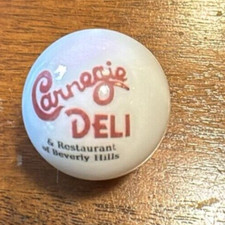 Carnegie
DELI
& Restaurant
of Beverly Hills